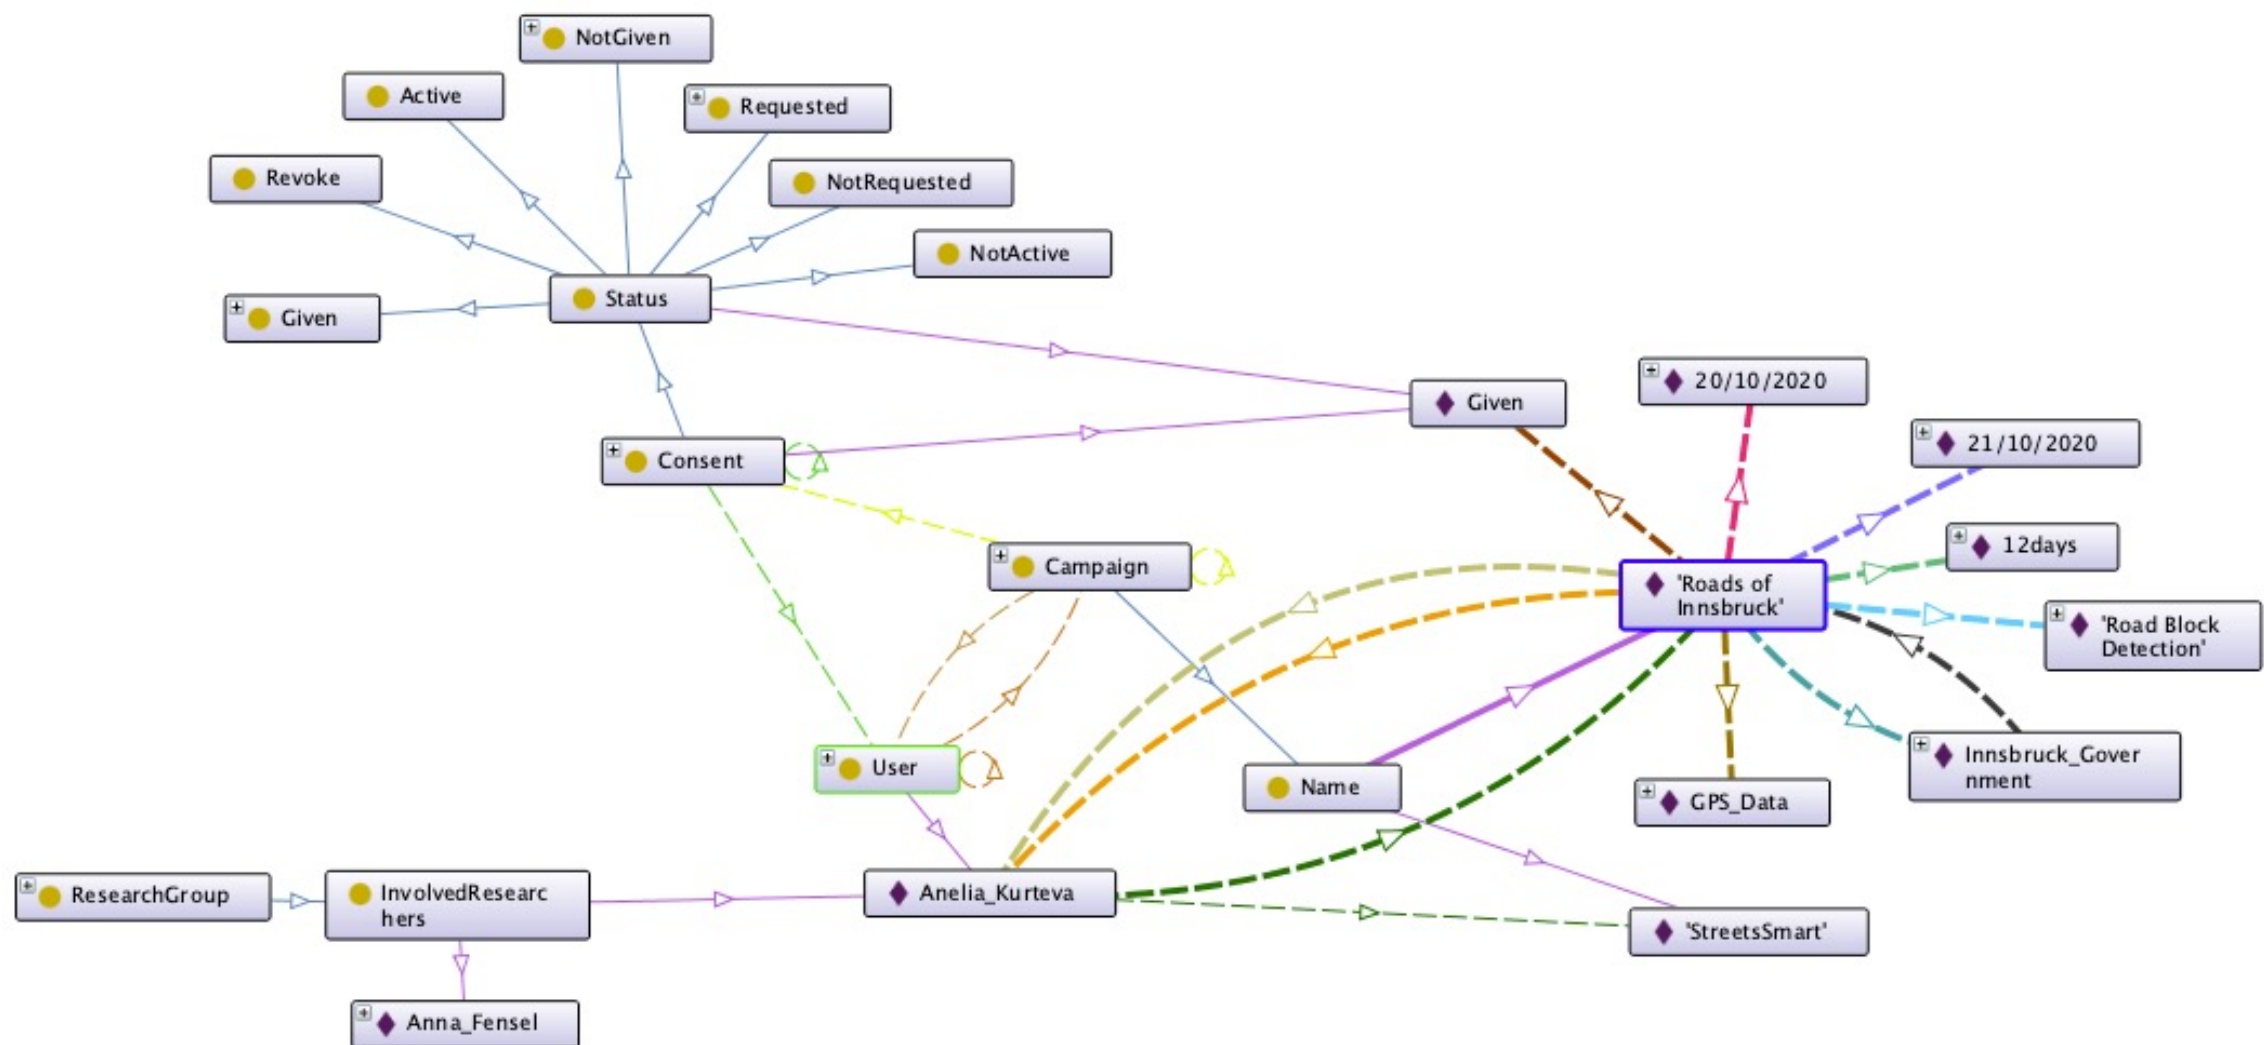 NotGiven
Active
Requested
Revoke
NotRequested
NotActive
Status
Given
Given
20/10/2020
21/10/2020
Consent
12days
Campaign
'Roads of
Innsbruck'
'Road Block
Detection'
User
Name
GPS_Data
Innsbruck_Gover
nment
ResearchGroup
InvolvedResearc
hers
Anelia_Kurteva
'StreetsSmart'
Anna_Fensel